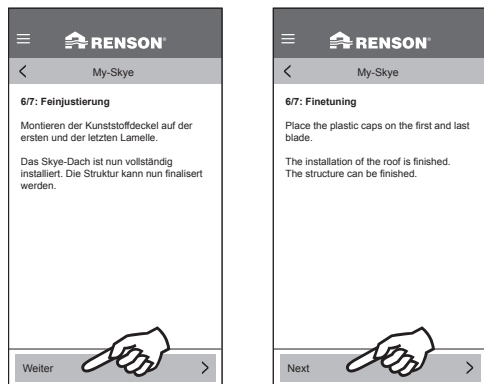 RENSON®
My-Skye
6/7: Feinjustierung
Montieren der Kunststoffdeckel auf der
ersten und der letzten Lamelle.
Das Skye-Dach ist nun vollständig
installiert. Die Struktur kann nun finalisert
werden.
Weiter
RENSON®
My-Skye
6/7: Finetuning
Place the plastic caps on the first and last
blade.
The installation of the roof is finished.
The structure can be finished.
Next